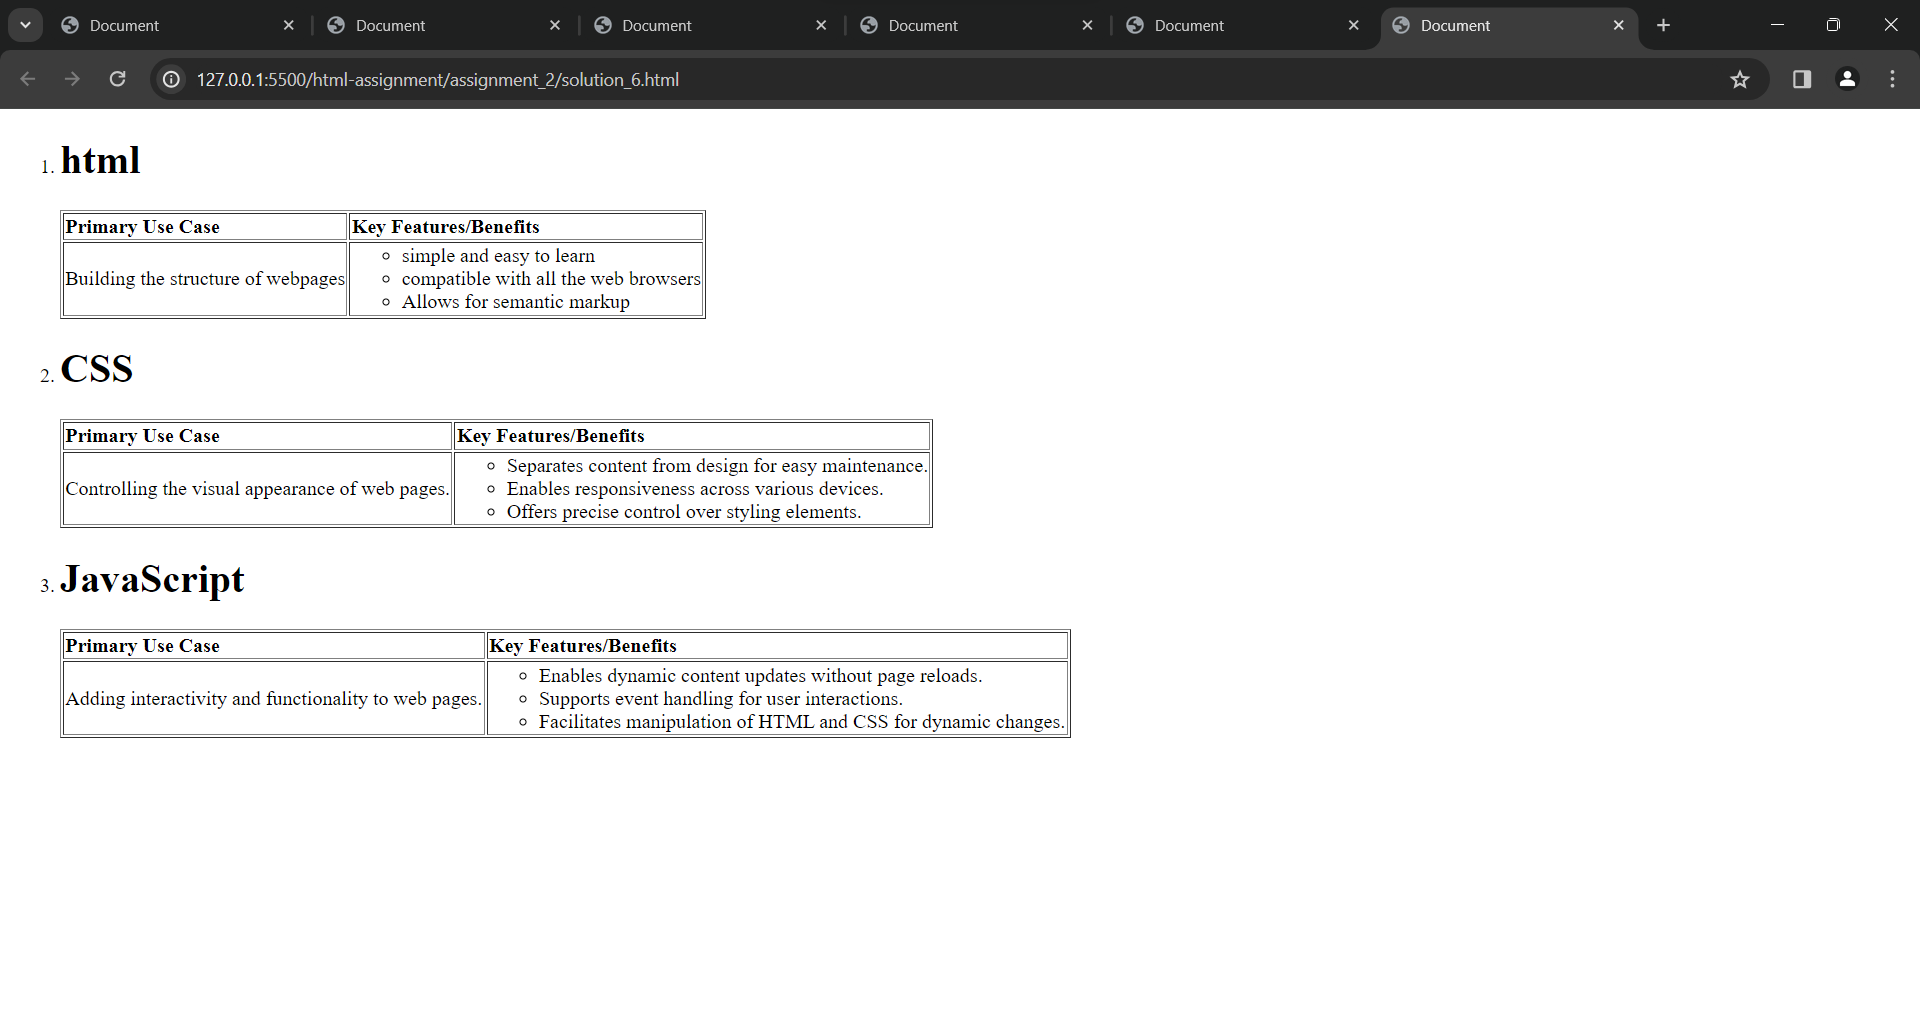 Document Document Document Document Document Document
127.0.0.1:5500/html-assignment/assignment_2/solution_6.html
1. html
Primary Use Case Key Features/Benefits
Building the structure of webpages
simple and easy to learn
compatible with all the web browsers
Allows for semantic markup
2. CSS
Primary Use Case Key Features/Benefits
Controlling the visual appearance of web pages.
Separates content from design for easy maintenance.
Enables responsiveness across various devices.
Offers precise control over styling elements.
3. JavaScript
Primary Use Case Key Features/Benefits
Adding interactivity and functionality to web pages.
Enables dynamic content updates without page reloads.
Supports event handling for user interactions.
Facilitates manipulation of HTML and CSS for dynamic changes.